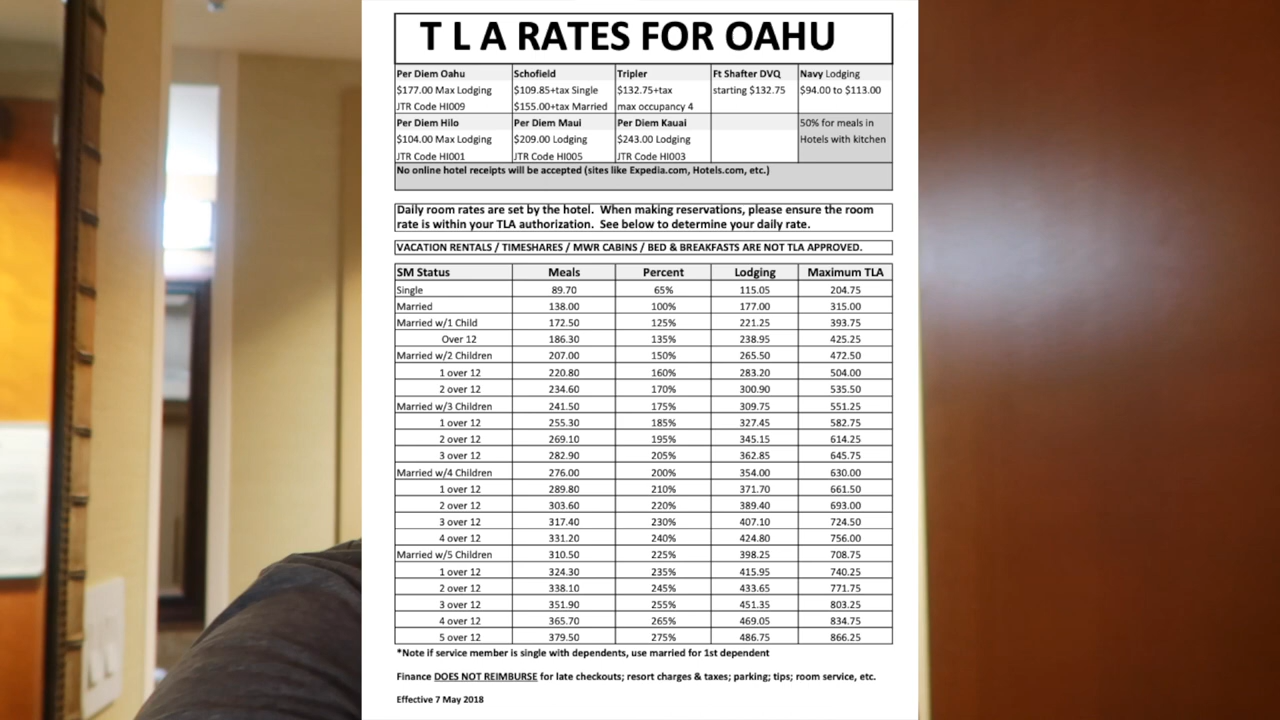 T L A RATES FOR OAHU
Per Diem Oahu Schofield Tripler Ft Shafter DVQ Navy Lodging
$177.00 Max Lodging $109.85+tax Single $132.75+tax starting $132.75 $94.00 to $113.00
JTR Code HI009 $155.00+tax Married max occupancy 4
Per Diem Hilo Per Diem Maui Per Diem Kauai 50% for meals in
$104.00 Max Lodging $209.00 Lodging $243.00 Lodging Hotels with kitchen
JTR Code HI001 JTR Code HI005 JTR Code HI003
No online hotel receipts will be accepted (sites like Expedia.com, Hotels.com, etc.)
Daily room rates are set by the hotel. When making reservations, please ensure the room
rate is within your TLA authorization. See below to determine your daily rate.
VACATION RENTALS / TIMESHARES / MWR CABINS / BED & BREAKFASTS ARE NOT TLA APPROVED.
SM Status Meals Percent Lodging Maximum TLA
Single 89.70 65% 115.05 204.75
Married 138.00 100% 177.00 315.00
Married w/1 Child 172.50 125% 221.25 393.75
Over 12 186.30 135% 238.95 425.25
Married w/2 Children 207.00 150% 265.50 472.50
1 over 12 220.80 160% 283.20 504.00
2 over 12 234.60 170% 300.90 535.50
Married w/3 Children 241.50 175% 309.75 551.25
1 over 12 255.30 185% 327.45 582.75
2 over 12 269.10 195% 345.15 614.25
3 over 12 282.90 205% 362.85 645.75
Married w/4 Children 276.00 200% 354.00 630.00
1 over 12 289.80 210% 371.70 661.50
2 over 12 303.60 220% 389.40 693.00
3 over 12 317.40 230% 407.10 724.50
4 over 12 331.20 240% 424.80 756.00
Married w/5 Children 310.50 225% 398.25 708.75
1 over 12 324.30 235% 415.95 740.25
2 over 12 338.10 245% 433.65 771.75
3 over 12 351.90 255% 451.35 803.25
4 over 12 365.70 265% 469.05 834.75
5 over 12 379.50 275% 486.75 866.25
*Note if service member is single with dependents, use married for 1st dependent
Finance DOES NOT REIMBURSE for late checkouts; resort charges & taxes; parking; tips; room service, etc.
Effective 7 May 2018